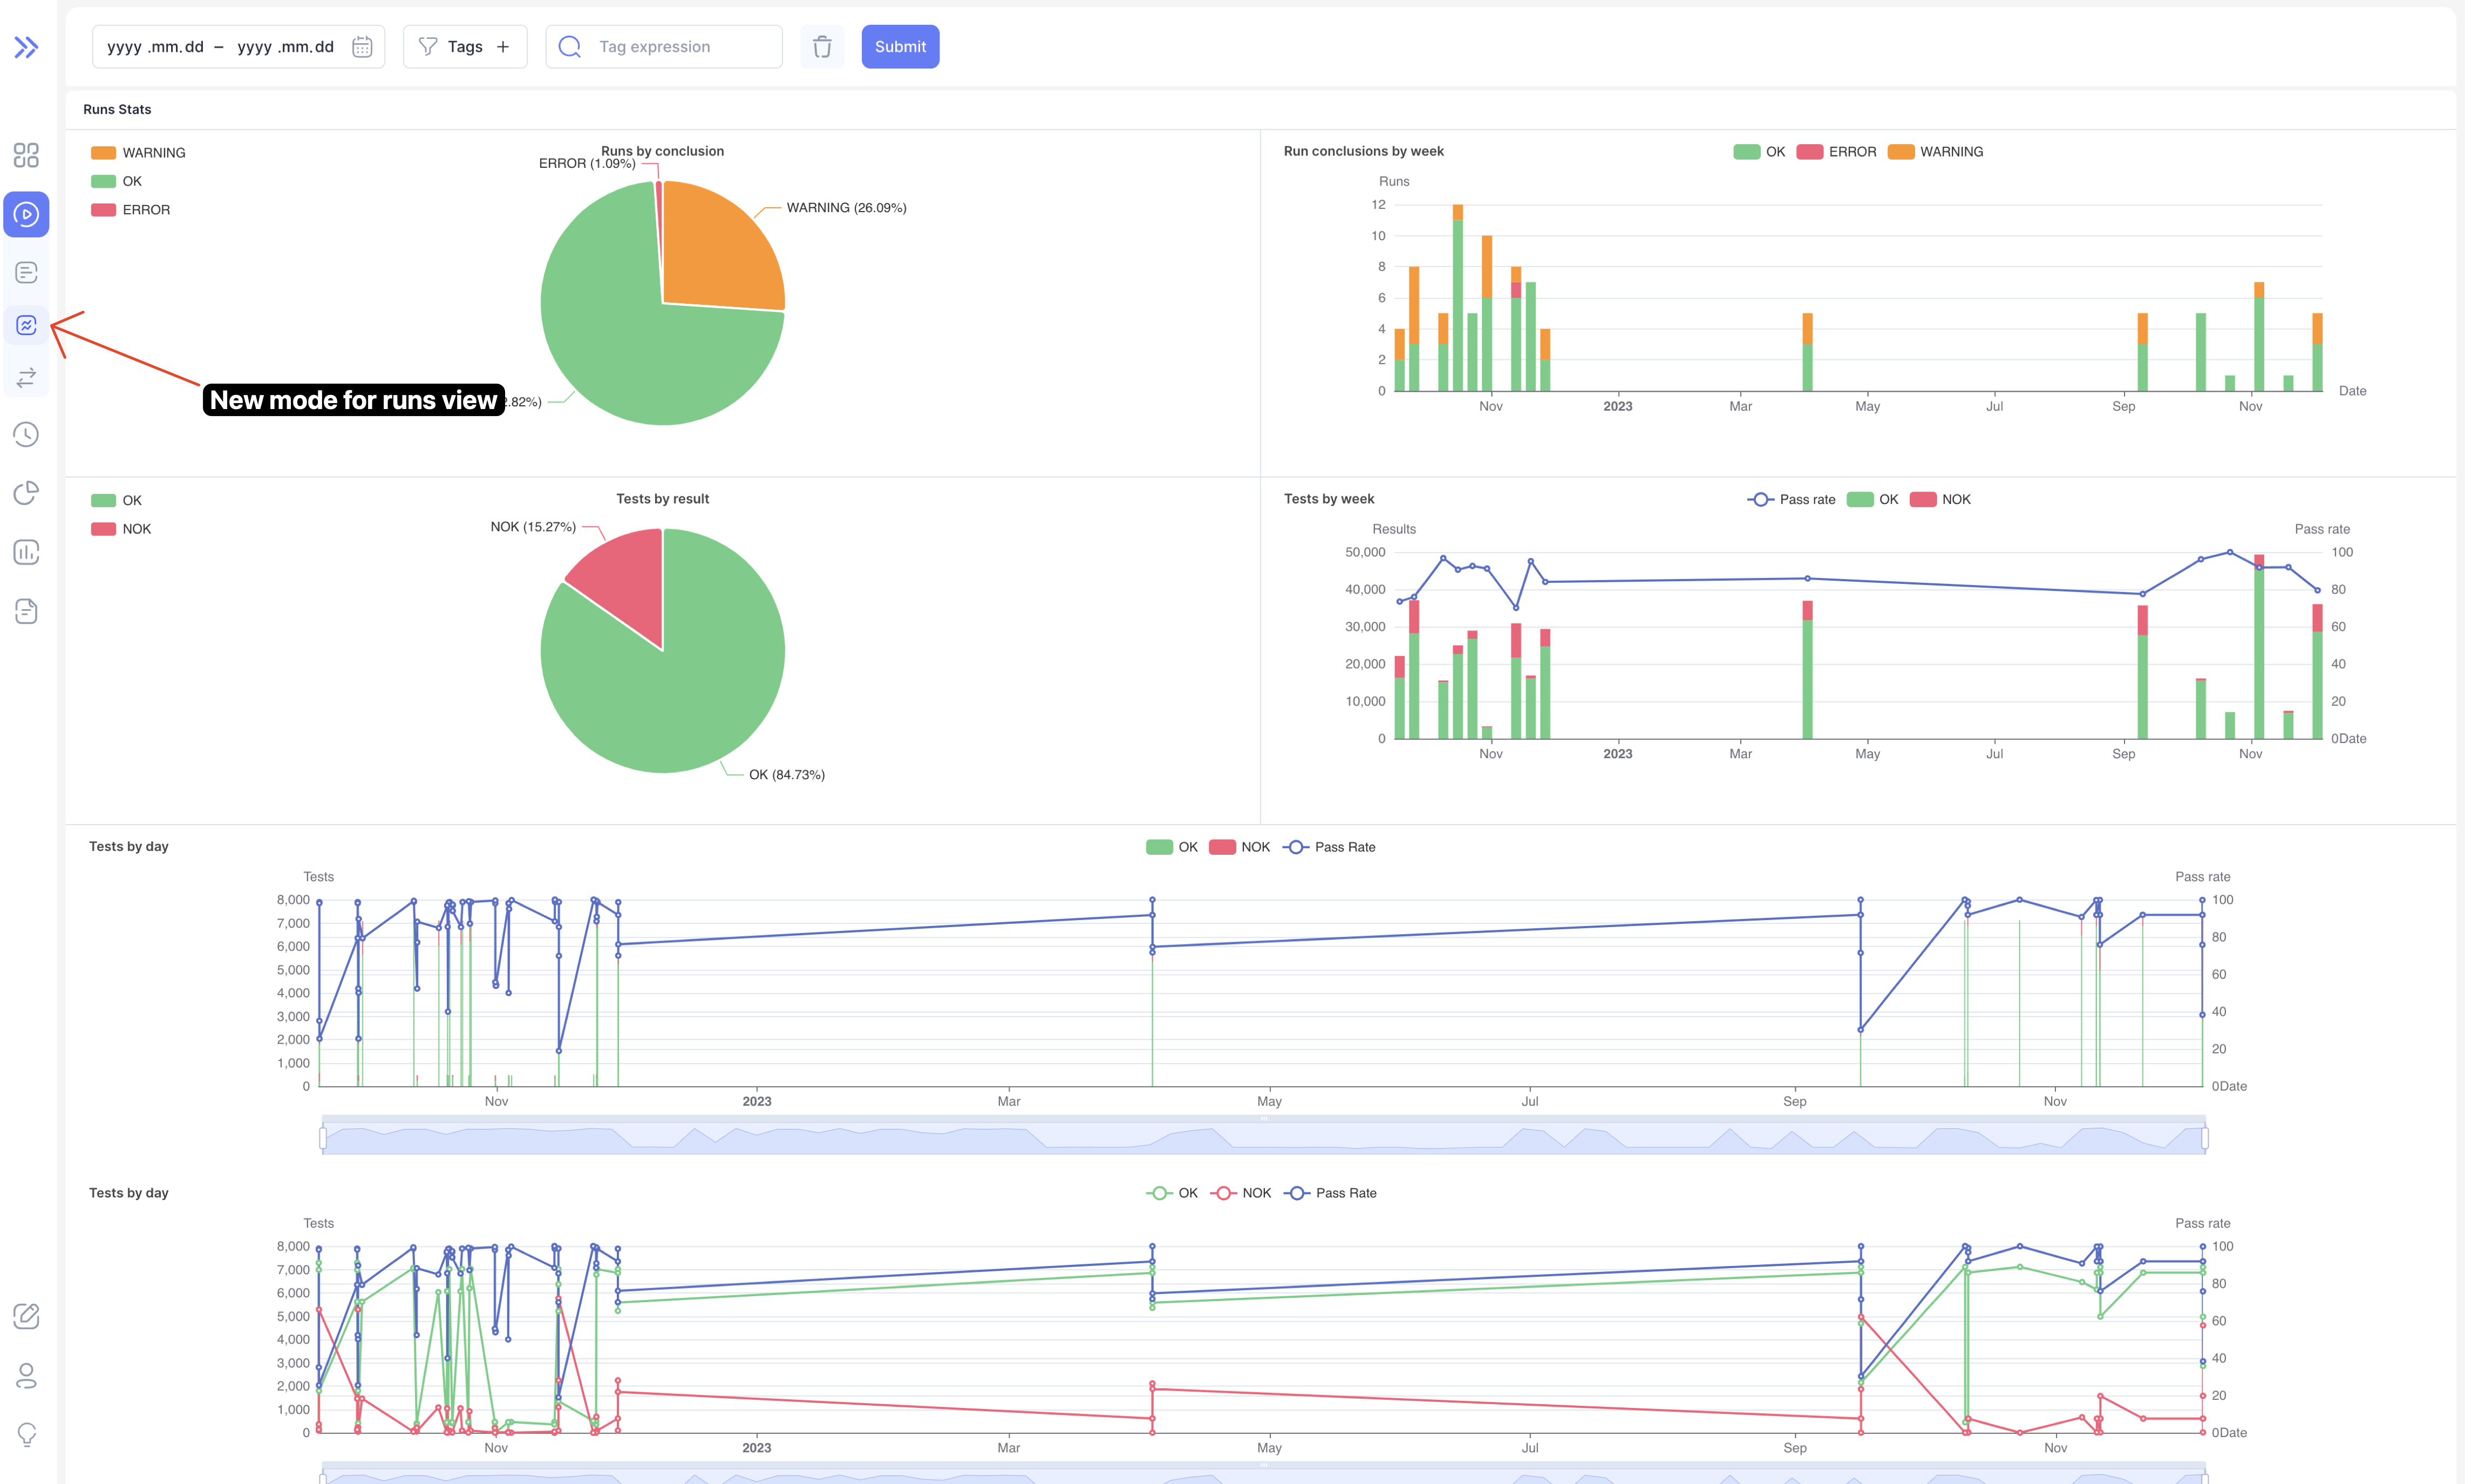 yyyy .mm.dd – yyyy .mm.dd
Tags +
Tag expression
Submit
Runs Stats
WARNING
OK
ERROR
Runs by conclusion
ERROR (1.09%)
WARNING (26.09%)
2.82%)
New mode for runs view
Run conclusions by week
OK ERROR WARNING
Runs
12
10
8
6
4
2
0
Nov 2023 Mar May Jul Sep Nov
Date
OK
NOK
Tests by result
NOK (15.27%)
OK (84.73%)
Tests by week
Pass rate OK NOK
Results
Pass rate
50,000
40,000
30,000
20,000
10,000
0
100
80
60
40
20
0Date
Nov 2023 Mar May Jul Sep Nov
Tests by day
OK NOK Pass Rate
Tests
Pass rate
8,000
7,000
6,000
5,000
4,000
3,000
2,000
1,000
0
100
80
60
40
20
0Date
Nov 2023 Mar May Jul Sep Nov
Tests by day
OK NOK Pass Rate
Tests
Pass rate
8,000
7,000
6,000
5,000
4,000
3,000
2,000
1,000
0
100
80
60
40
20
0Date
Nov 2023 Mar May Jul Sep Nov